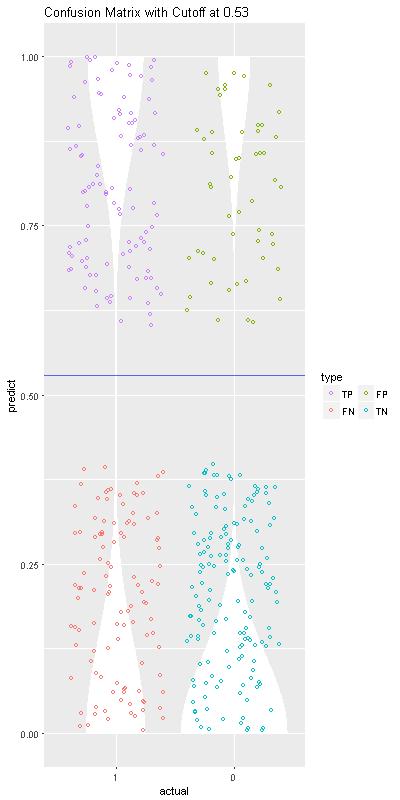 Confusion Matrix with Cutoff at 0.53
1.00
0.75
predict
0.50
0.25
0.00
1
0
actual
type
TP FP
FN TN